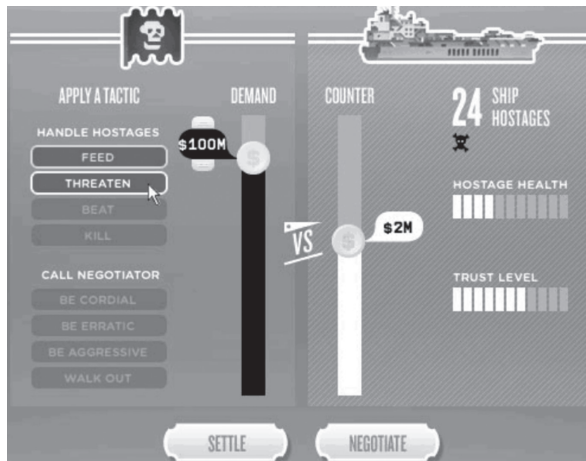 APPLY A TACTIC
HANDLE HOSTAGES
FEED
THREATEN
BEAT
KILL
CALL NEGOTIATOR
BE CORDIAL
BE ERRATIC
BE AGGRESSIVE
WALK OUT
DEMAND
$100M
$
VS
COUNTER
$2M
$
24 SHIP
HOSTAGES
HOSTAGE HEALTH
TRUST LEVEL
SETTLE
NEGOTIATE